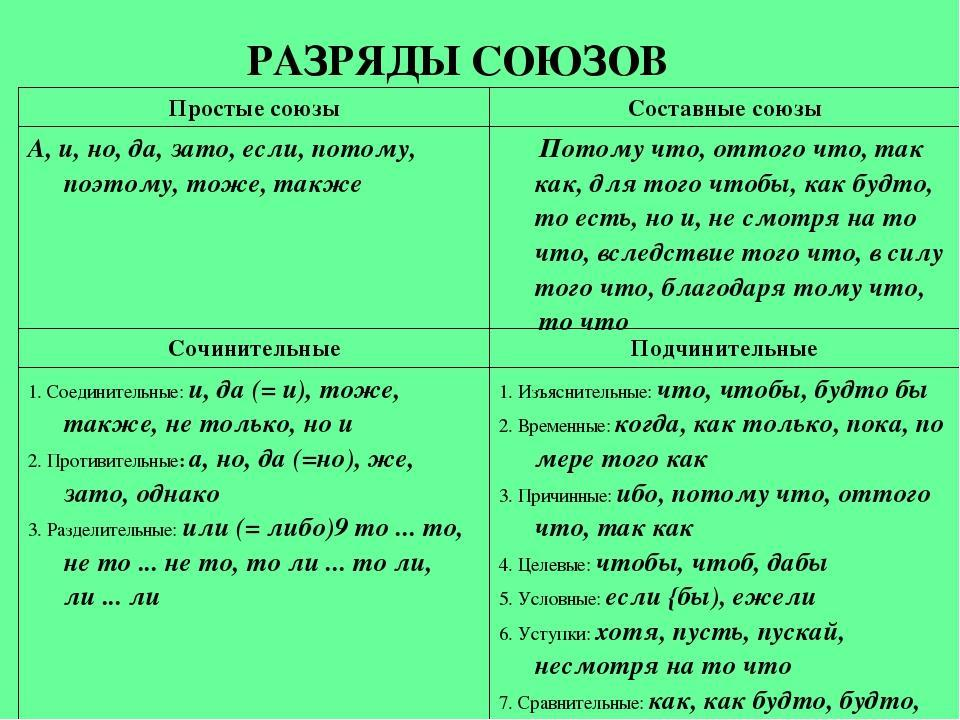 РАЗРЯДЫ СОЮЗОВ
Простые союзы
А, и, но, да, зато, если, потому,
поэтому, тоже, также
Составные союзы
Потому что, оттого что, так
как, для того чтобы, как будто,
то есть, но и, не смотря на то
что, вследствие того что, в силу
того что, благодаря тому что,
то что
Сочинительные
1. Соединительные: и, да (= и), тоже,
также, не только, но и
2. Противительные: а, но, да (=но), же,
зато, однако
3. Разделительные: или (= либо)9 то ... то,
не то ... не то, то ли ... то ли,
ли ... ли
Подчинительные
1. Изъяснительные: что, чтобы, будто бы
2. Временные: когда, как только, пока, по
мере того как
3. Причинные: ибо, потому что, оттого
что, так как
4. Целевые: чтобы, чтоб, дабы
5. Условные: если {бы), ежели
6. Уступки: хотя, пусть, пускай,
несмотря на то что
7. Сравнительные: как, как будто, будто,